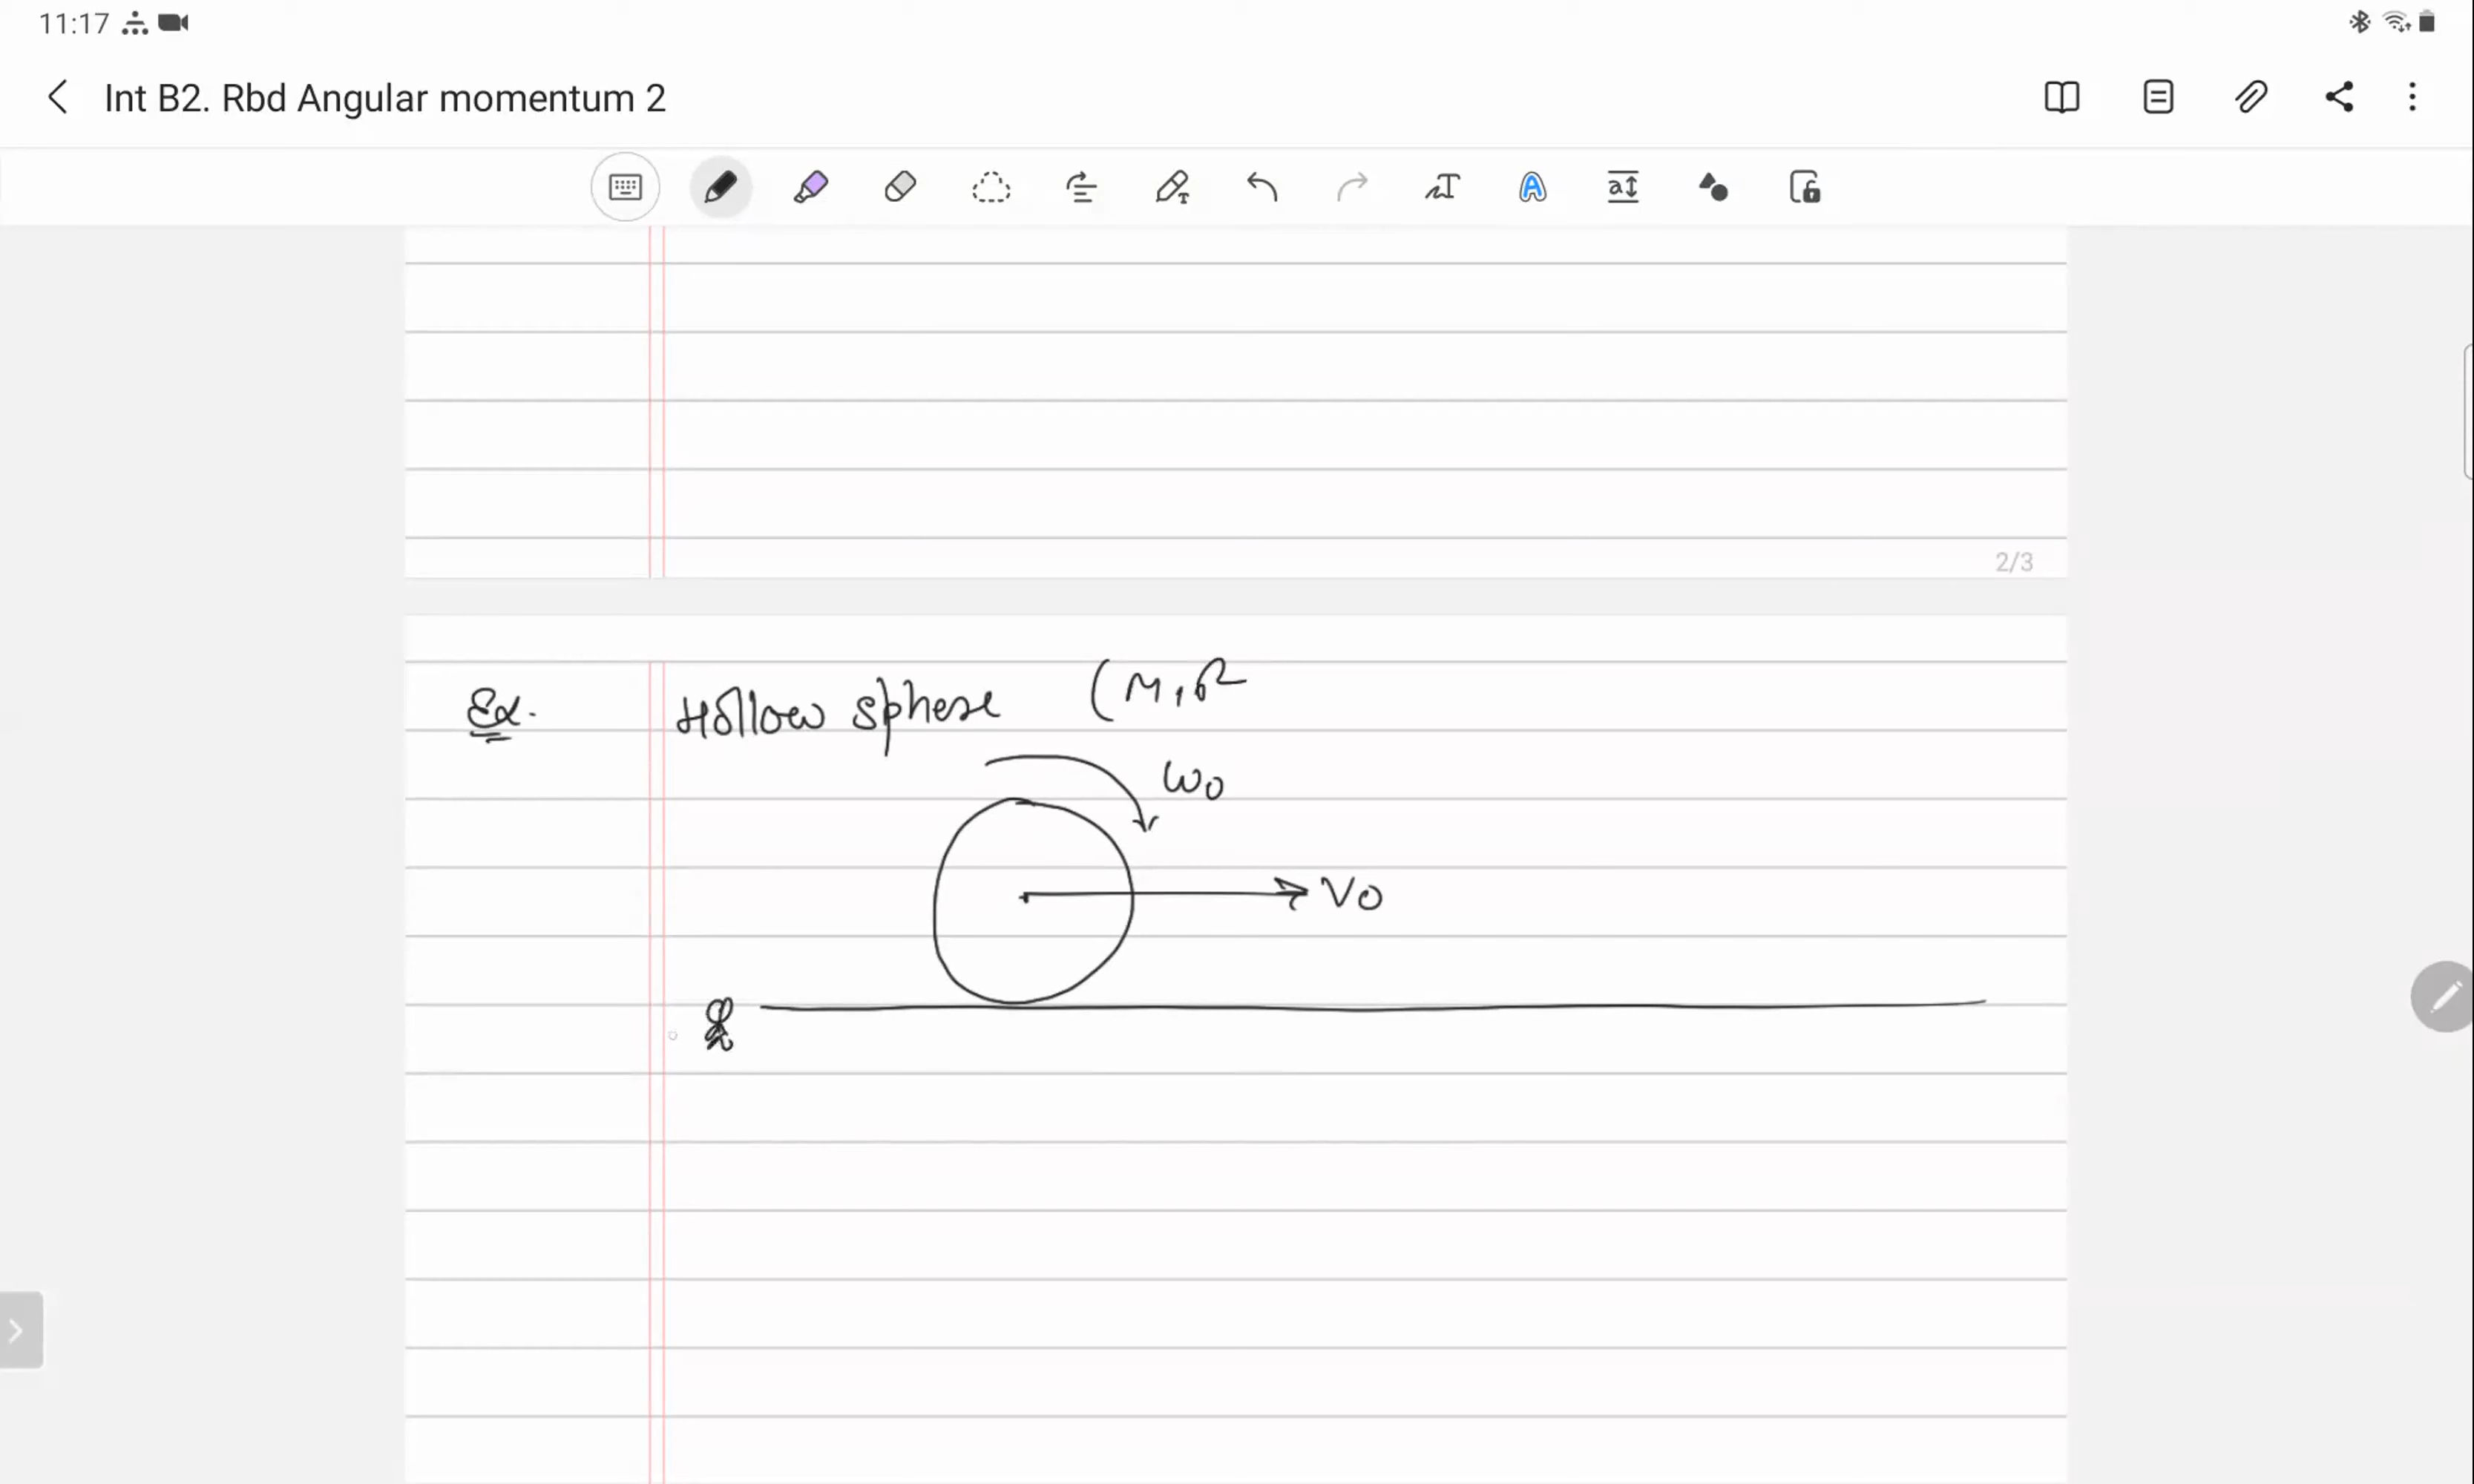 11:17
Int B2. Rbd Angular momentum 2
2/3
Ex. Hollow sphere (M,R
ω0
V0